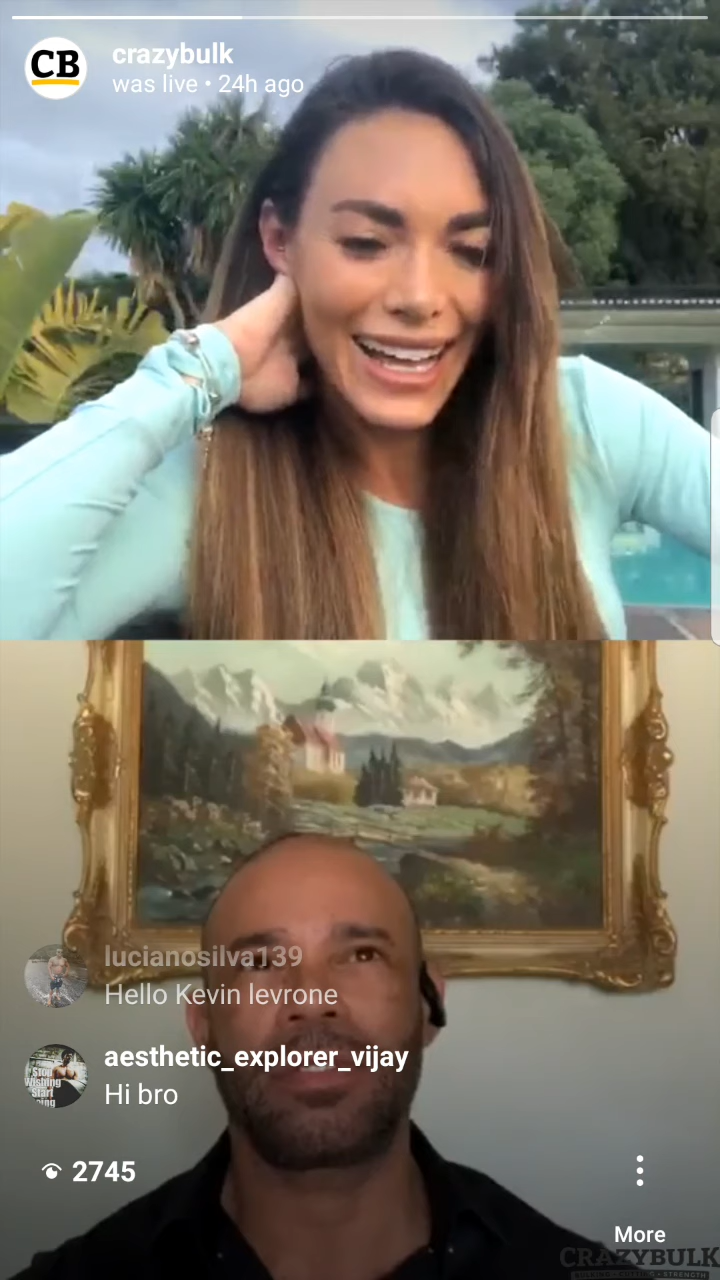 CB
crazybulk
was live • 24h ago
lucianosilva139
Hello Kevin levrone
aesthetic_explorer_vijay
Hi bro
2745
More
CRAZYBULK